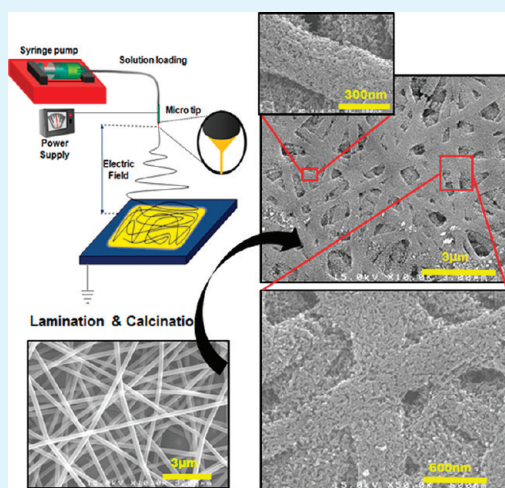 Syringe pump
Solution loading
Micro tip
Power
Supply
Electric
Field
Lamination & Calcination
3μm
300nm
3μm
600nm